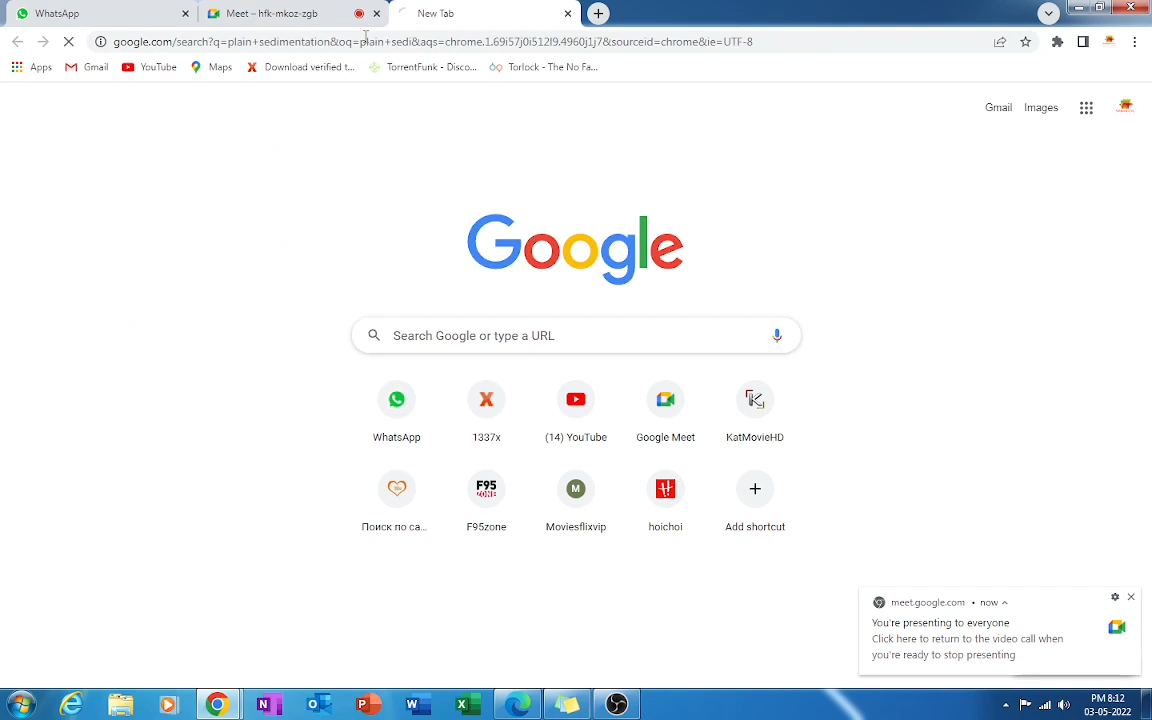 WhatsApp
Meet – hfk-mkoz-zgb
New Tab
google.com/search?q=plain+sedimentation&oq=plain+sedi&aqs=chrome.1.69i57j0i512l9.4960j1j7&sourceid=chrome&ie=UTF-8
Apps Gmail YouTube Maps Download verified t... TorrentFunk - Disco... Torlock - The No Fa...
Gmail Images
Google
Search Google or type a URL
WhatsApp 1337x (14) YouTube Google Meet KatMovieHD
F95 ZONE M H!
Поиск по са... F95zone Moviesflixvip hoichoi Add shortcut
meet.google.com • now
You're presenting to everyone
Click here to return to the video call when
you're ready to stop presenting
PM 8:12
03-05-2022